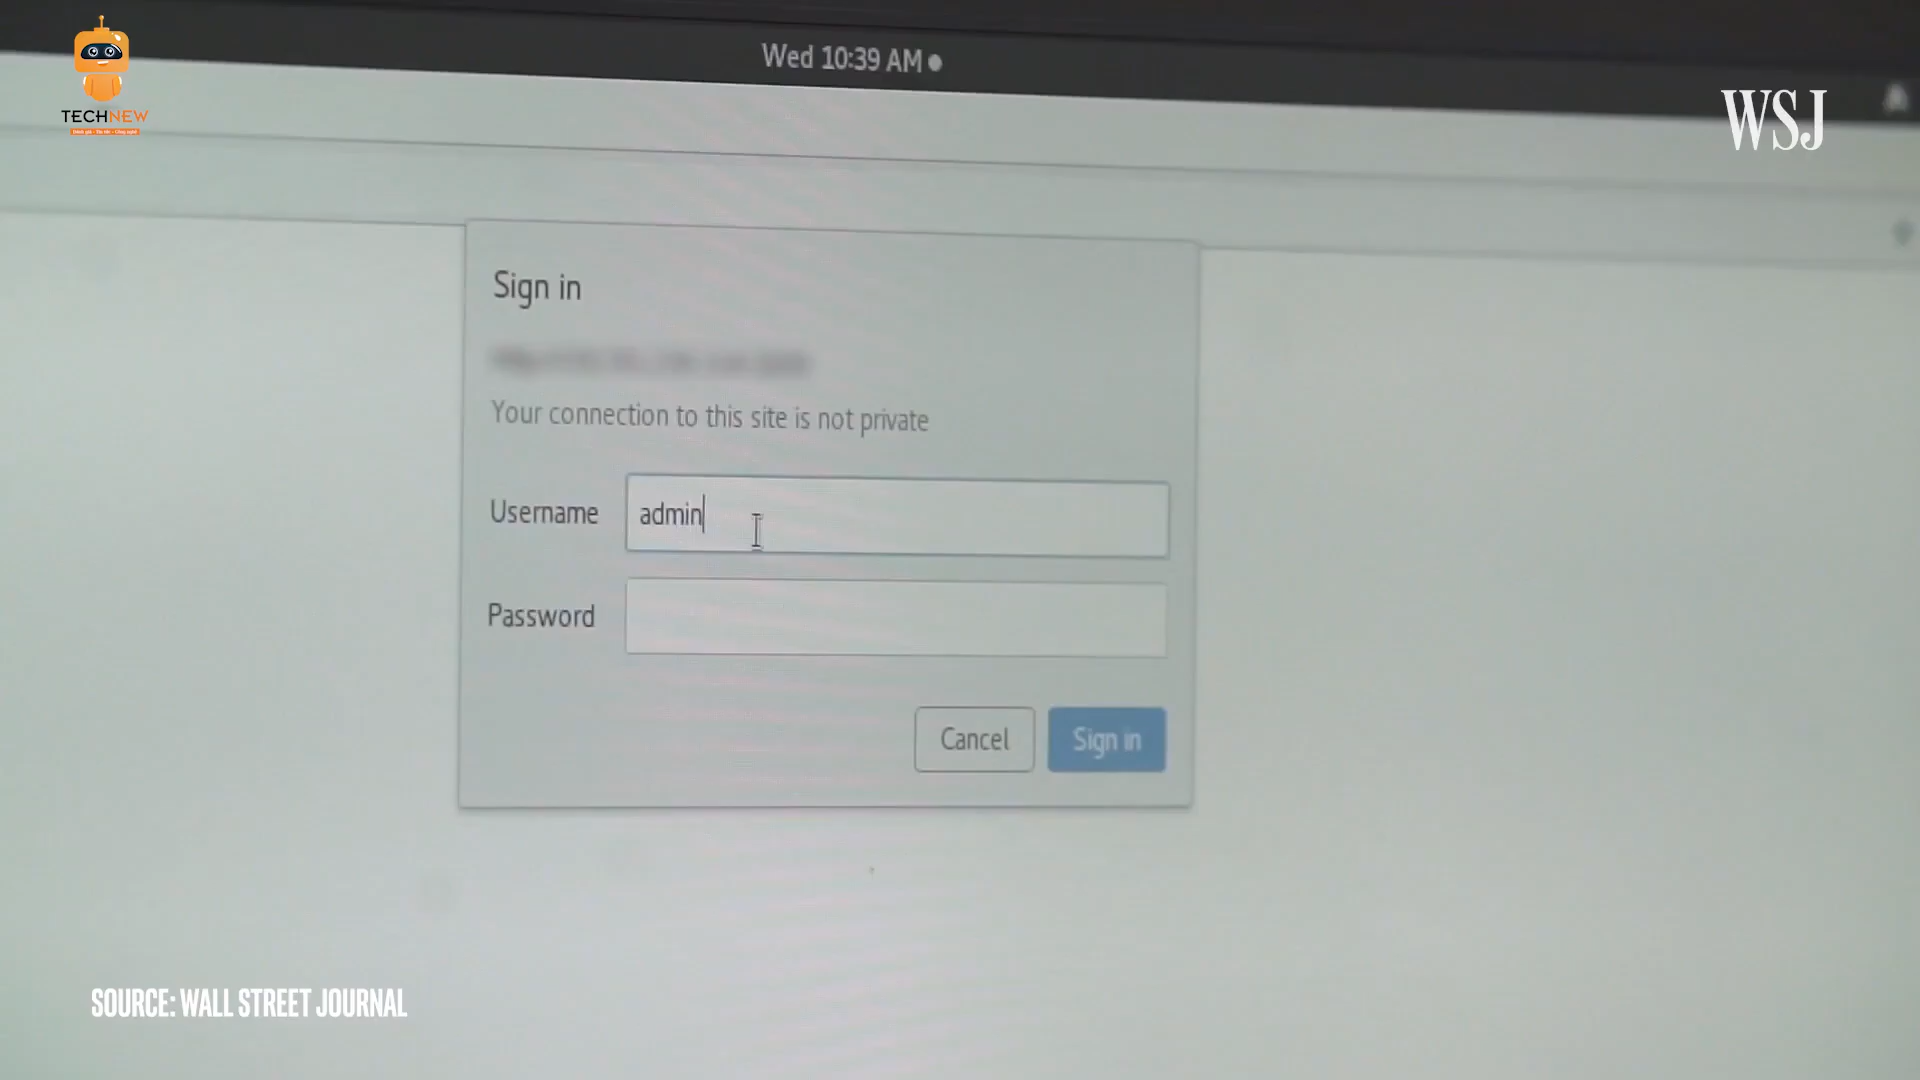 Wed 10:39 AM
TECHNEW
WSJ
Sign in
Your connection to this site is not private
Username
admin
Password
Cancel
Sign in
SOURCE: WALL STREET JOURNAL